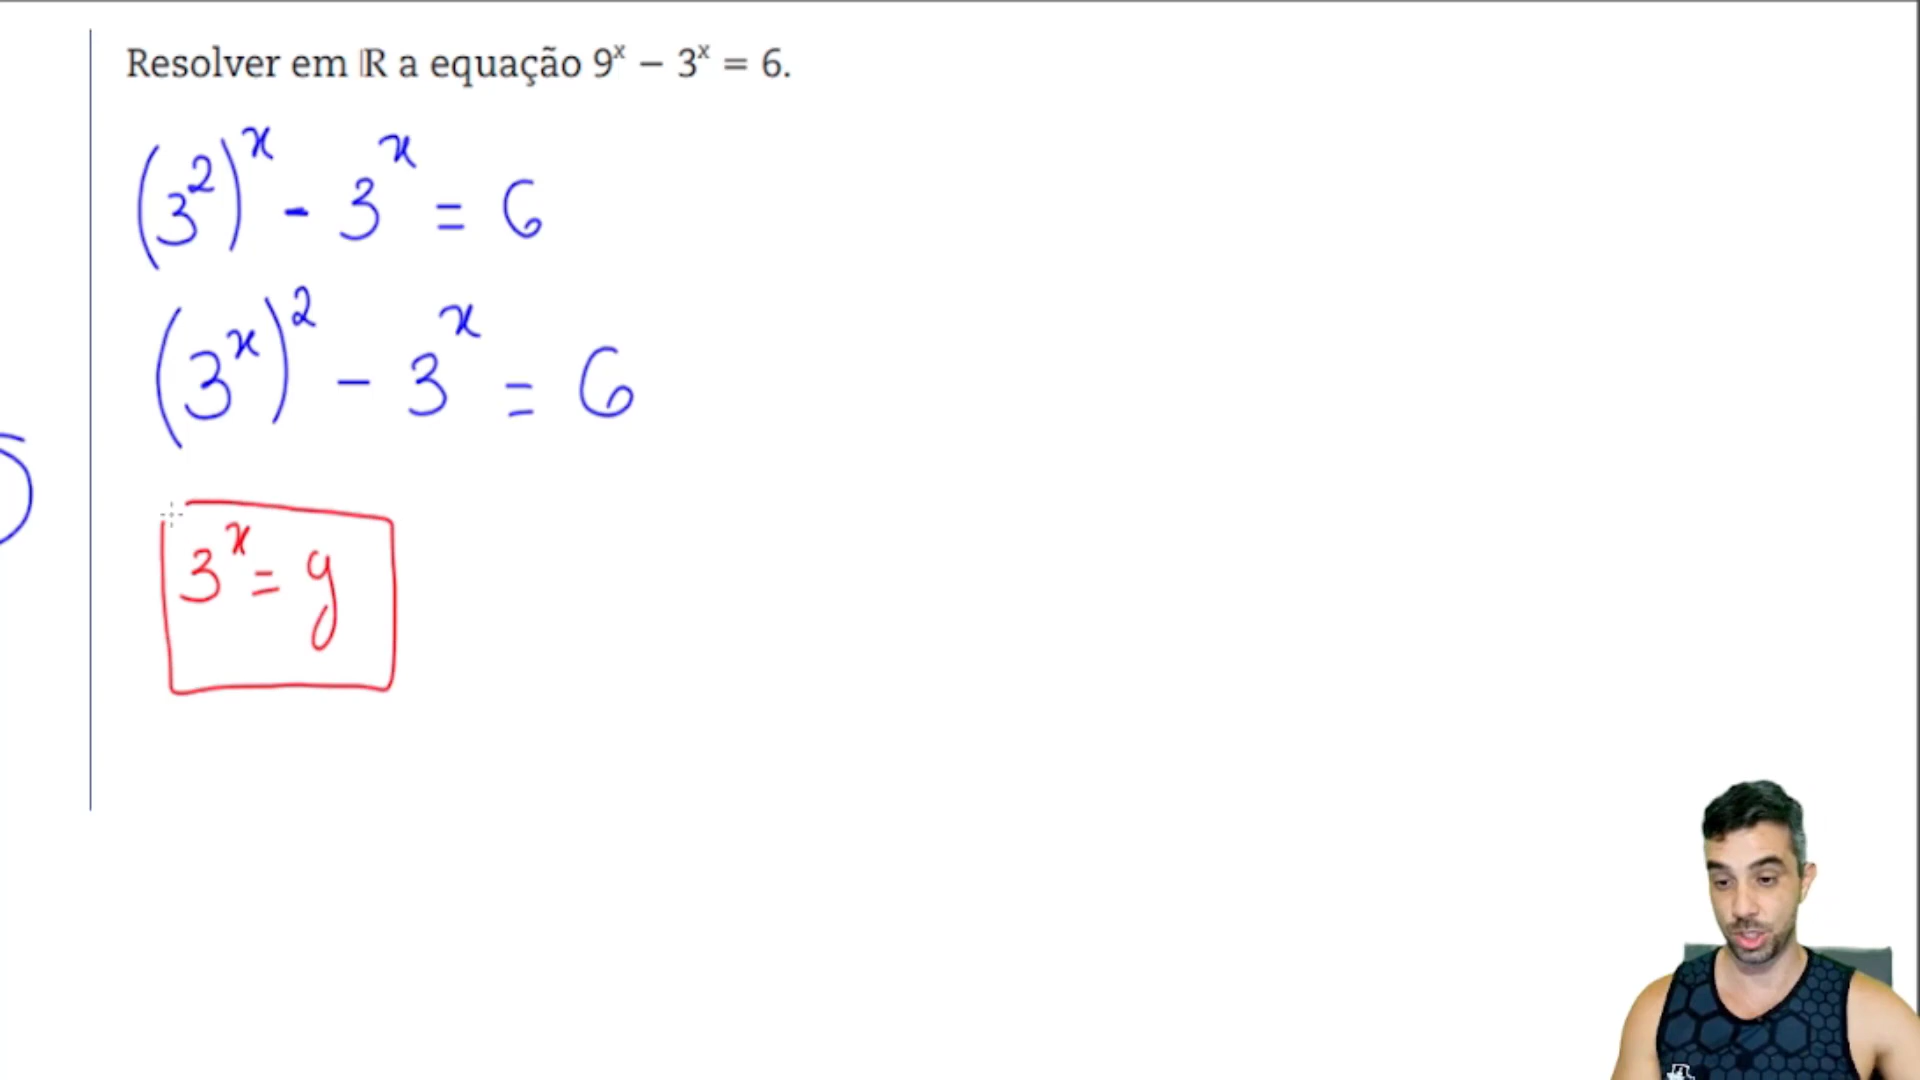 Resolver em ℝ a equação 9ˣ − 3ˣ = 6.
(3²)ˣ - 3ˣ = 6
(3ˣ)² - 3ˣ = 6
3ˣ = y